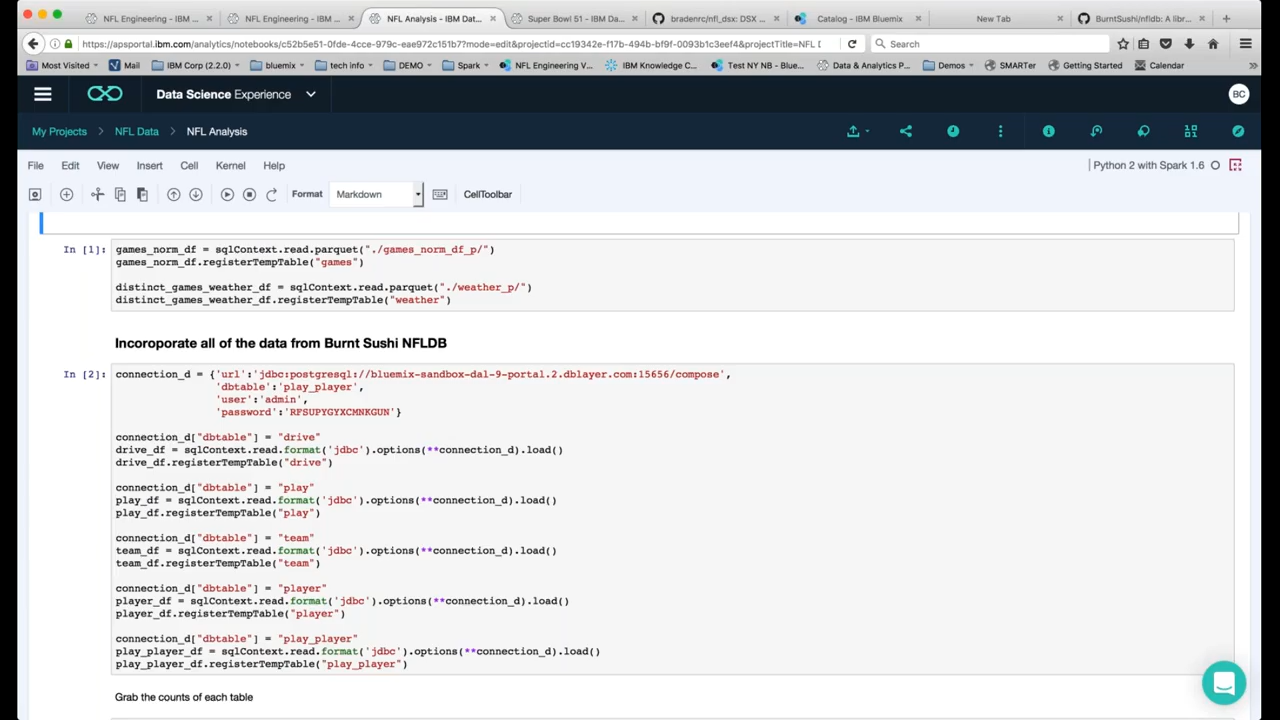 NFL Engineering - IBM ...
NFL Engineering - IBM ...
NFL Analysis - IBM Dat...
Super Bowl 51 - IBM Da...
bradenrc/nfl_dsx: DSX ...
Catalog - IBM Bluemix
New Tab
BurntSushi/nfldb: A librar...
https://apsportal.ibm.com/analytics/notebooks/c52b5e51-0fde-4cce-979c-eae972c151b7?mode=edit&projectid=cc19342e-f17b-494b-bf9f-0093b1c3eef4&projectTitle=NFL D
Search
Most Visited
Mail
IBM Corp (2.2.0)
bluemix
tech info
DEMO
Spark
NFL Engineering V...
IBM Knowledge C...
Test NY NB - Blue...
Data & Analytics P...
Demos
SMARTer
Getting Started
Calendar
Data Science Experience
BC
My Projects > NFL Data > NFL Analysis
File Edit View Insert Cell Kernel Help
Python 2 with Spark 1.6
Format Markdown CellToolbar
In [1]:
games_norm_df = sqlContext.read.parquet("./games_norm_df_p/")
games_norm_df.registerTempTable("games")
distinct_games_weather_df = sqlContext.read.parquet("./weather_p/")
distinct_games_weather_df.registerTempTable("weather")
Incoroporate all of the data from Burnt Sushi NFLDB
In [2]:
connection_d = {'url':'jdbc:postgresql://bluemix-sandbox-dal-9-portal.2.dblayer.com:15656/compose',
'dbtable':'play_player',
'user':'admin',
'password':'RFSUPYGYXCMNKGUN'}
connection_d["dbtable"] = "drive"
drive_df = sqlContext.read.format('jdbc').options(**connection_d).load()
drive_df.registerTempTable("drive")
connection_d["dbtable"] = "play"
play_df = sqlContext.read.format('jdbc').options(**connection_d).load()
play_df.registerTempTable("play")
connection_d["dbtable"] = "team"
team_df = sqlContext.read.format('jdbc').options(**connection_d).load()
team_df.registerTempTable("team")
connection_d["dbtable"] = "player"
player_df = sqlContext.read.format('jdbc').options(**connection_d).load()
player_df.registerTempTable("player")
connection_d["dbtable"] = "play_player"
play_player_df = sqlContext.read.format('jdbc').options(**connection_d).load()
play_player_df.registerTempTable("play_player")
Grab the counts of each table